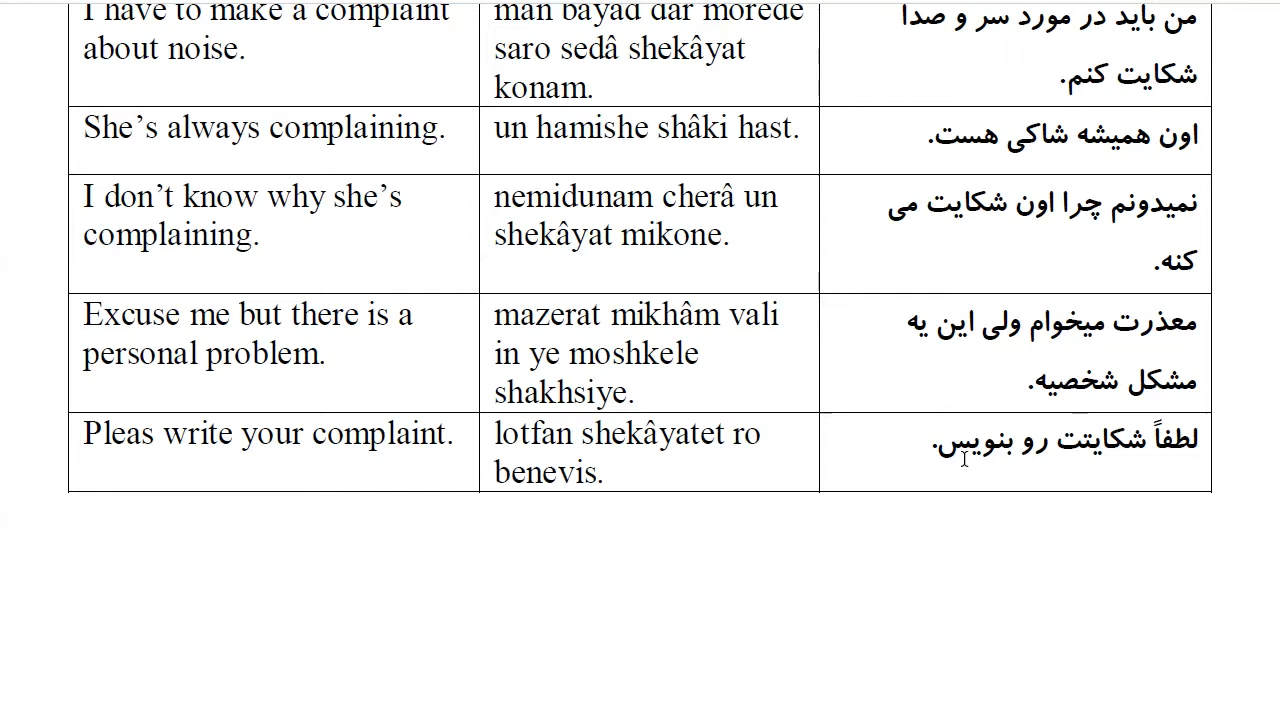 I have to make a complaint
about noise.
man bayad dar morede
saro sedâ shekâyat
konam.
من باید در مورد سر و صدا
شکایت کنم.
She’s always complaining.
un hamishe shâki hast.
اون همیشه شاکی هست.
I don’t know why she’s
complaining.
nemidunam cherâ un
shekâyat mikone.
نمیدونم چرا اون شکایت می
کنه.
Excuse me but there is a
personal problem.
mazerat mikhâm vali
in ye moshkele
shakhsiye.
معذرت میخوام ولی این یه
مشکل شخصیه.
Pleas write your complaint.
lotfan shekâyatet ro
benevis.
لطفاً شکایتت رو بنویس.